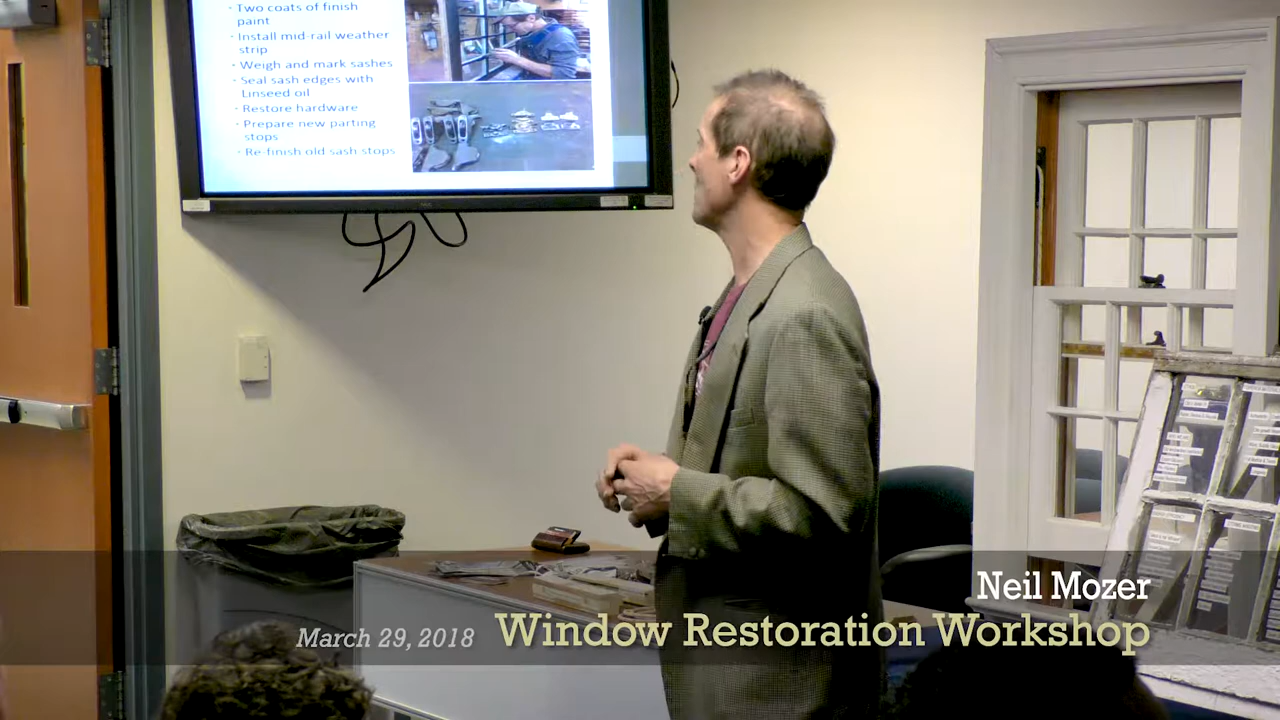 · Two coats of finish
paint
· Install mid-rail weather
strip
· Weigh and mark sashes
· Seal sash edges with
Linseed oil
· Restore hardware
· Prepare new parting
stops
· Re-finish old sash stops
Neil Mozer
March 29, 2018 Window Restoration Workshop